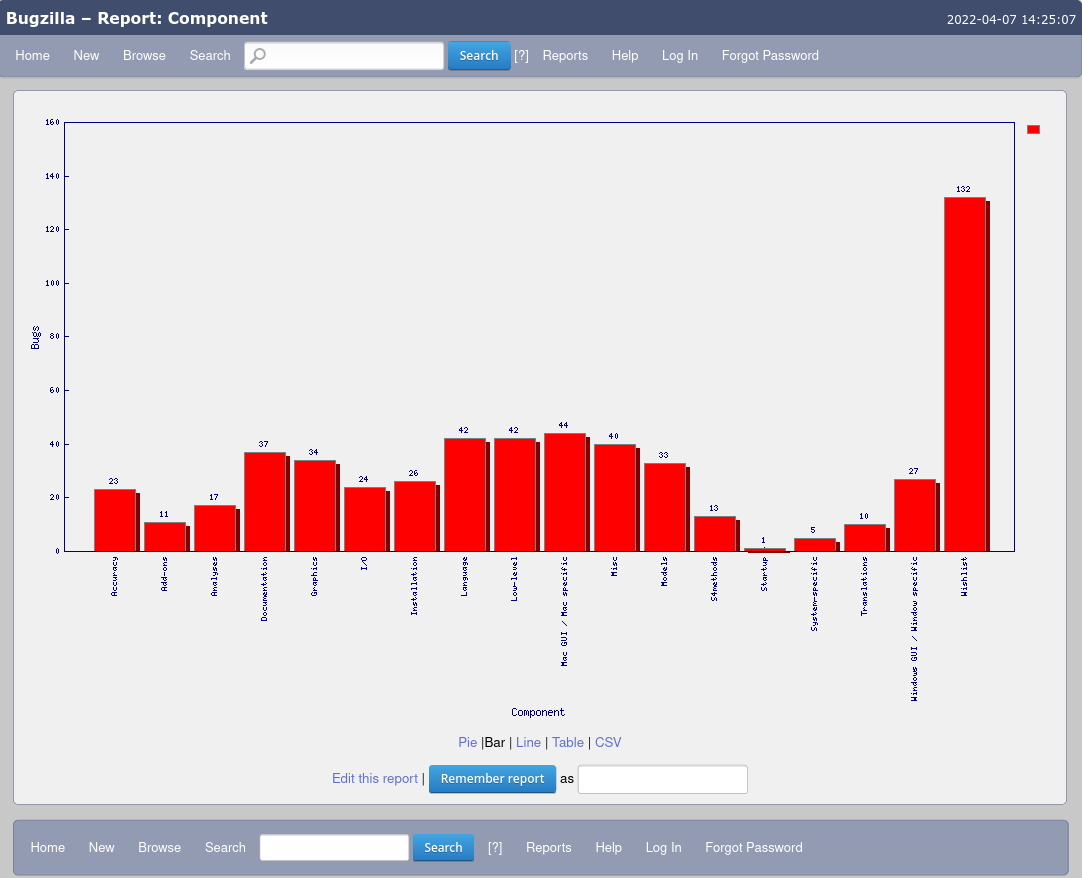 Bugzilla – Report: Component
2022-04-07 14:25:07
Home New Browse Search Search [?] Reports Help Log In Forgot Password
160
140
120
100
80
60
40
20
0
Bugs
23
11
17
37
34
24
26
42
42
44
40
33
13
1
5
10
27
132
Accuracy
Add-ons
Analyses
Documentation
Graphics
I/O
Installation
Language
Low-level
Mac GUI / Mac specific
Misc
Models
S4methods
Startup
System-specific
Translations
Windows GUI / Window specific
Wishlist
Component
Pie |Bar | Line | Table | CSV
Edit this report | Remember report as
Home New Browse Search Search [?] Reports Help Log In Forgot Password